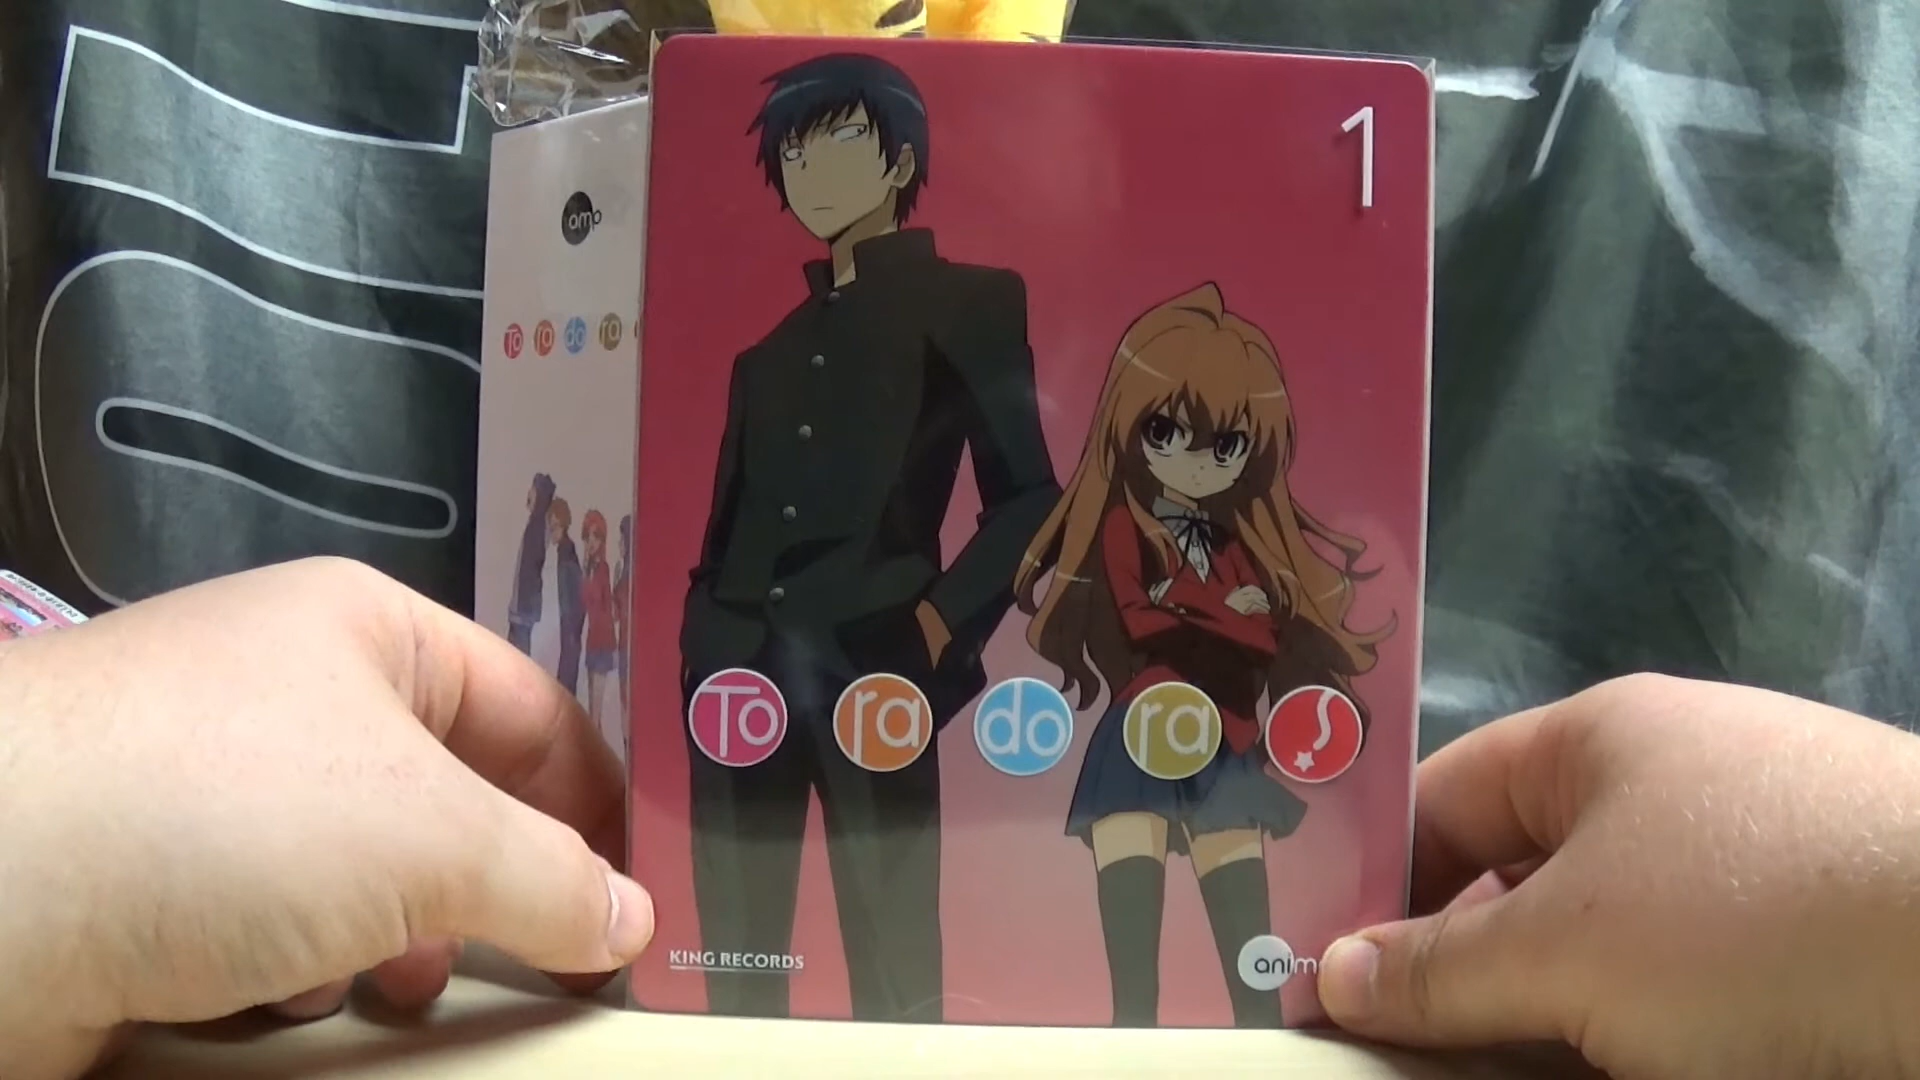 1
amp
To ra do ra
To ra do ra !
KING RECORDS
anim